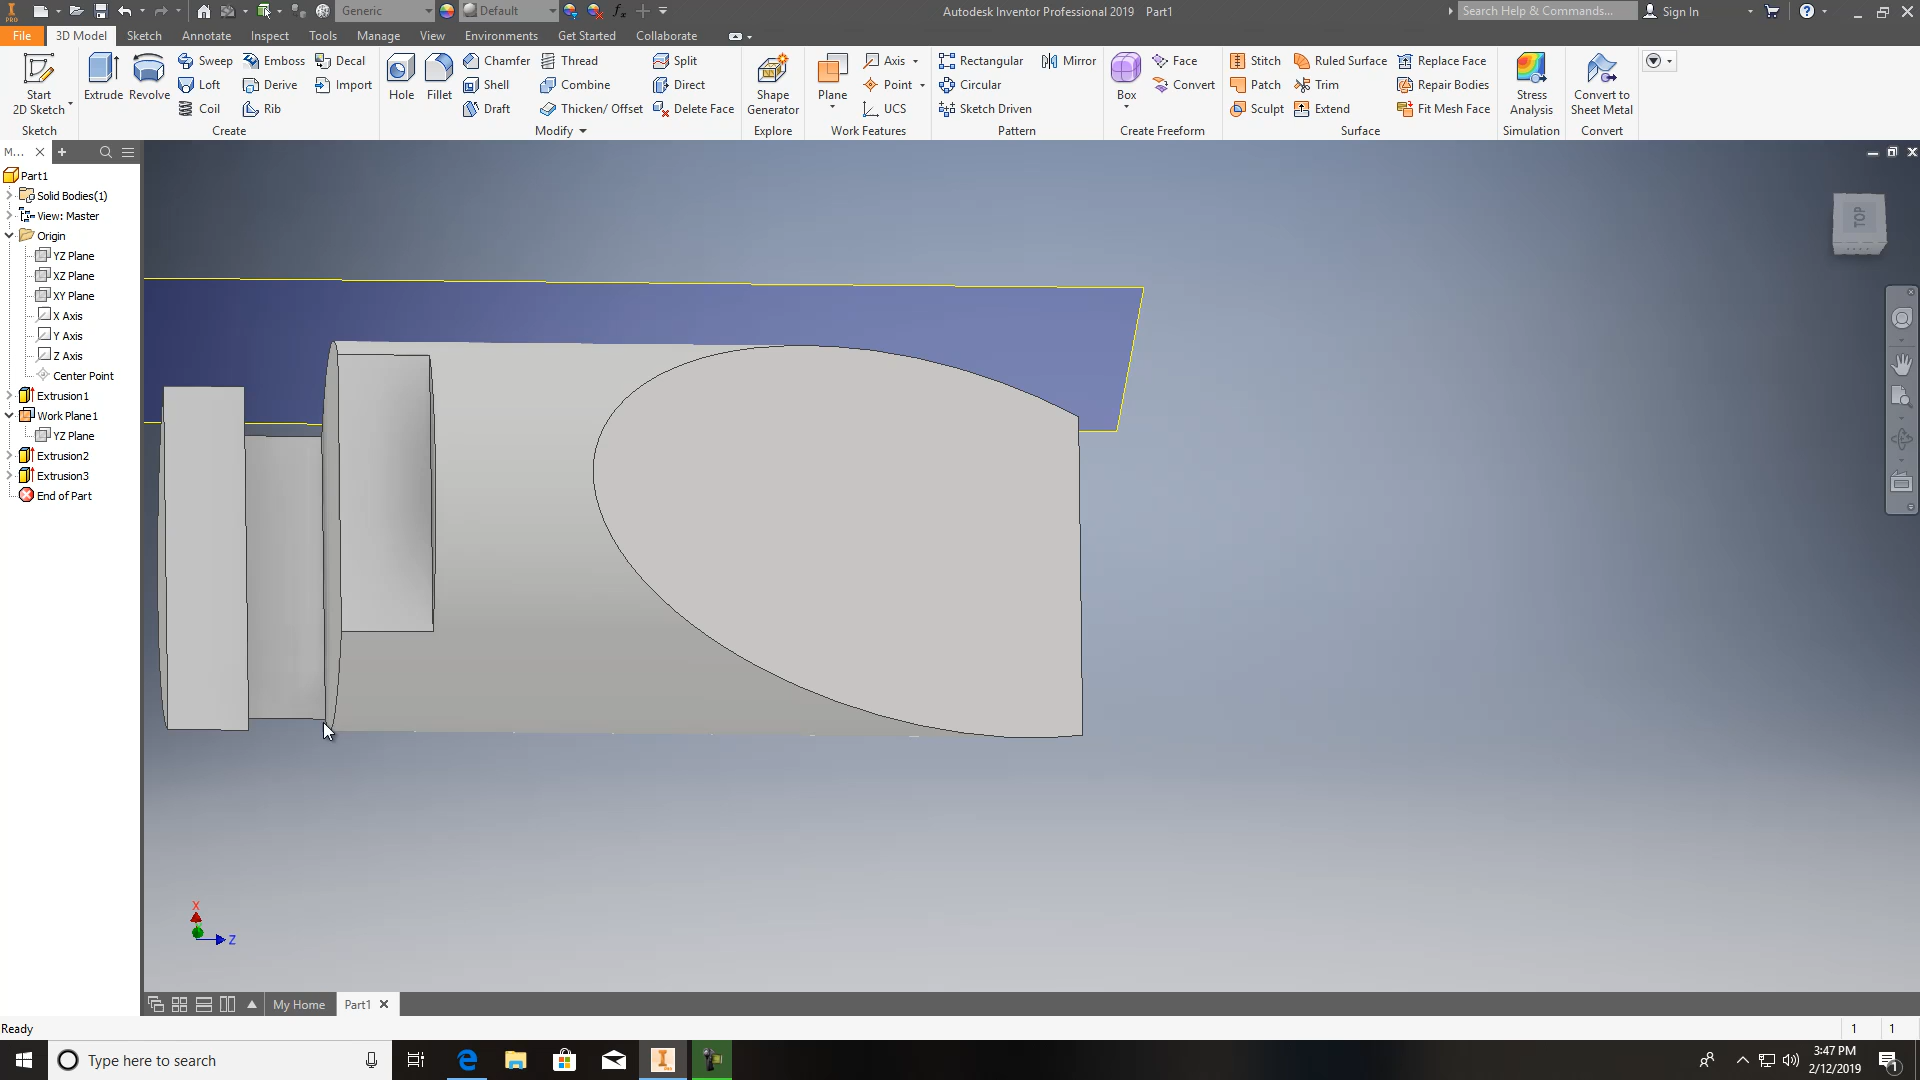 PRO Generic Default fx Autodesk Inventor Professional 2019 Part1 Search Help & Commands... Sign In ?
File 3D Model Sketch Annotate Inspect Tools Manage View Environments Get Started Collaborate
Sweep Emboss Decal Chamfer Thread Split Axis Rectangular Mirror Face Stitch Ruled Surface Replace Face
Loft Derive Import Shell Combine Direct Point Circular Convert Patch Trim Repair Bodies
Coil Rib Draft Thicken/ Offset Delete Face UCS Sketch Driven Sculpt Extend Fit Mesh Face
Start
2D Sketch
Extrude
Revolve
Hole
Fillet
Shape
Generator
Plane
Box
Stress
Analysis
Convert to
Sheet Metal
Sketch Create Modify Explore Work Features Pattern Create Freeform Surface Simulation Convert
M...
Part1
Solid Bodies(1)
View: Master
Origin
YZ Plane
XZ Plane
XY Plane
X Axis
Y Axis
Z Axis
Center Point
Extrusion1
Work Plane1
YZ Plane
Extrusion2
Extrusion3
End of Part
TOP
X
Z
My Home Part1
Ready 1 1
Type here to search
3:47 PM
2/12/2019
1